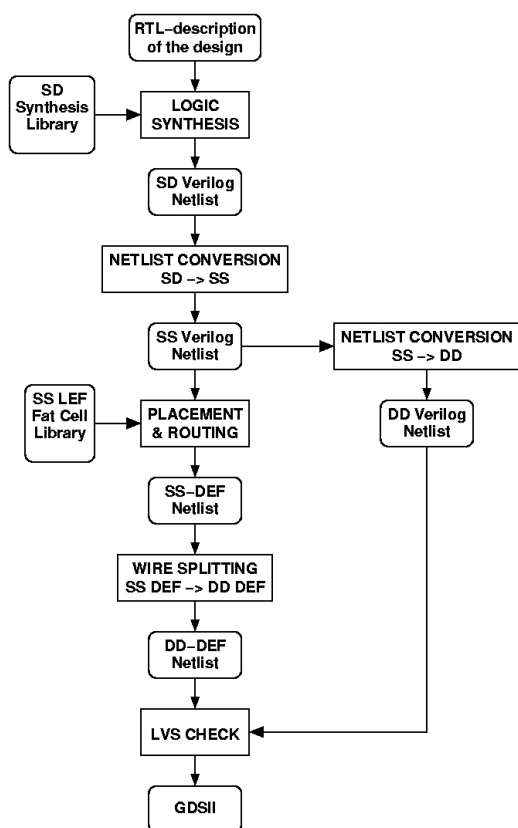 RTL–description
of the design
SD
Synthesis
Library
LOGIC
SYNTHESIS
SD Verilog
Netlist
NETLIST CONVERSION
SD –> SS
SS Verilog
Netlist
NETLIST CONVERSION
SS –> DD
SS LEF
Fat Cell
Library
PLACEMENT
& ROUTING
DD Verilog
Netlist
SS–DEF
Netlist
WIRE SPLITTING
SS DEF –> DD DEF
DD–DEF
Netlist
LVS CHECK
GDSII